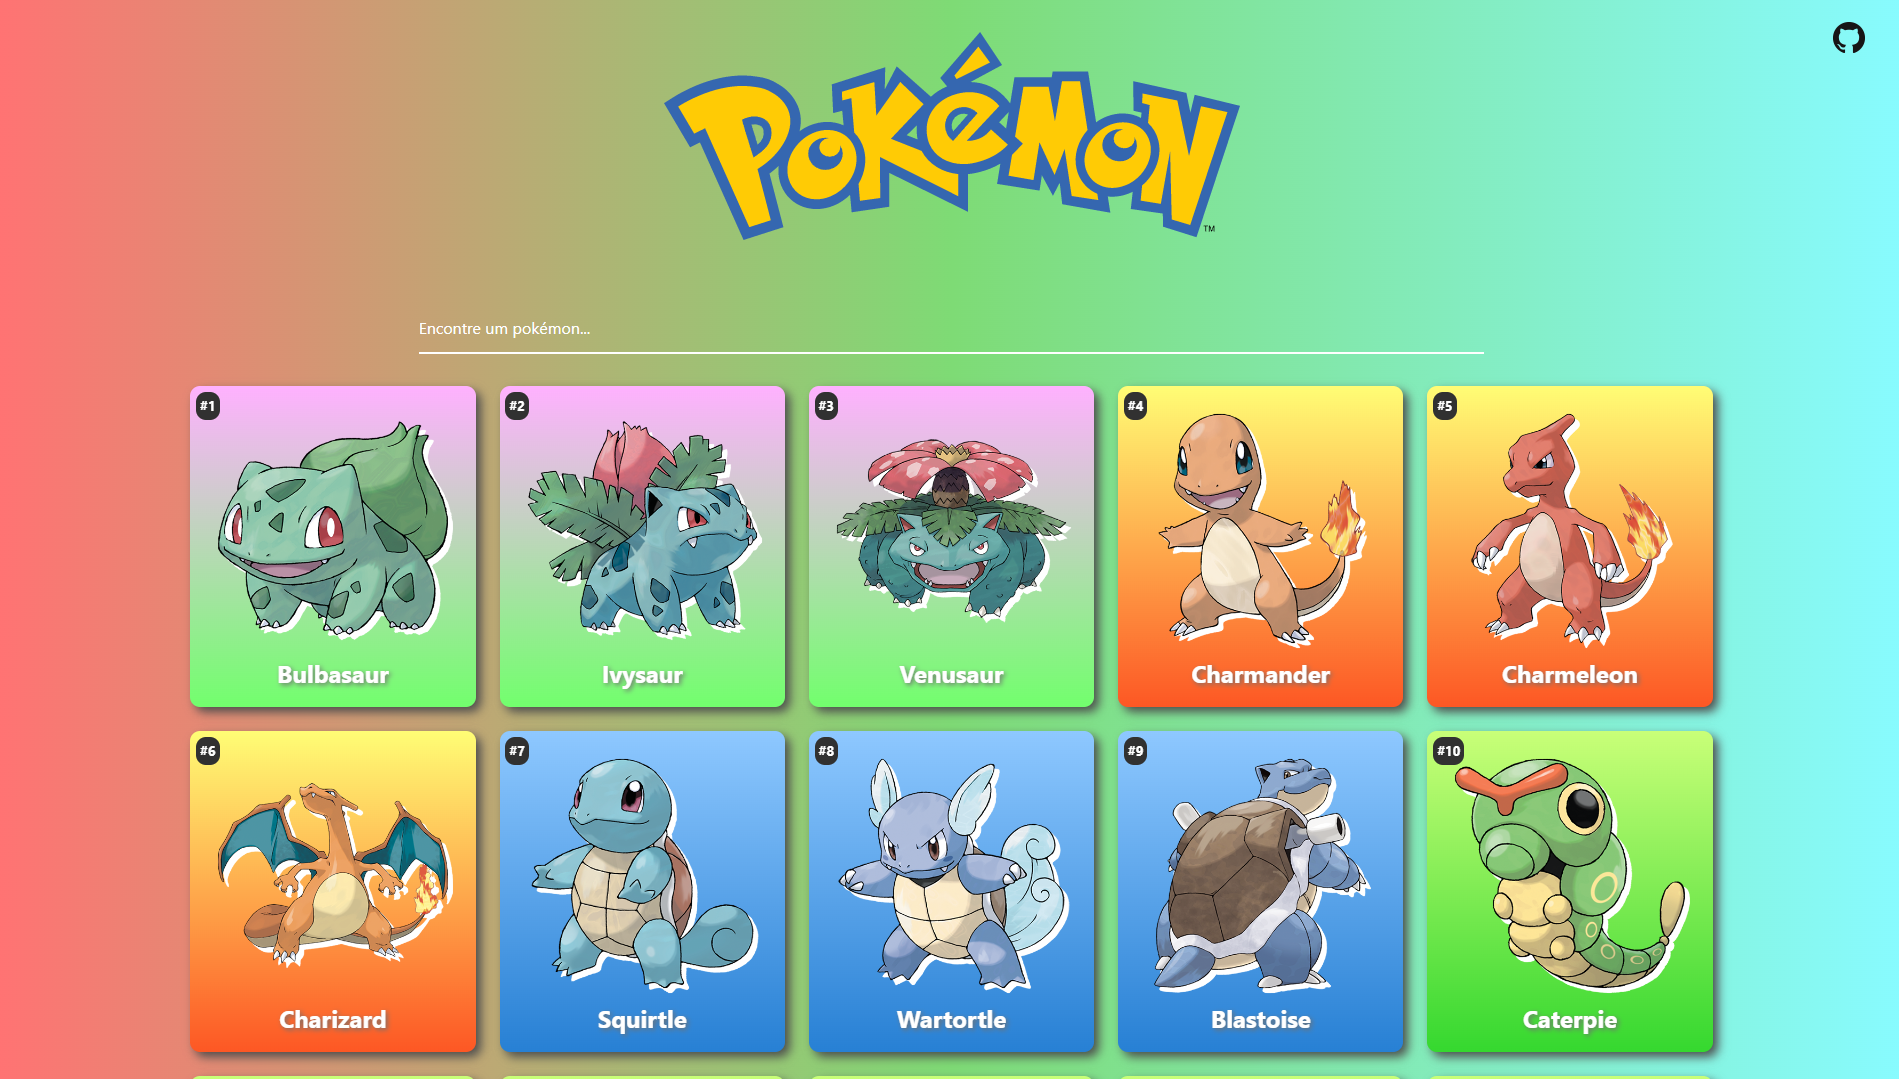 POKéMON
TM
Encontre um pokémon...
#1
Bulbasaur
#2
Ivysaur
#3
Venusaur
#4
Charmander
#5
Charmeleon
#6
Charizard
#7
Squirtle
#8
Wartortle
#9
Blastoise
#10
Caterpie